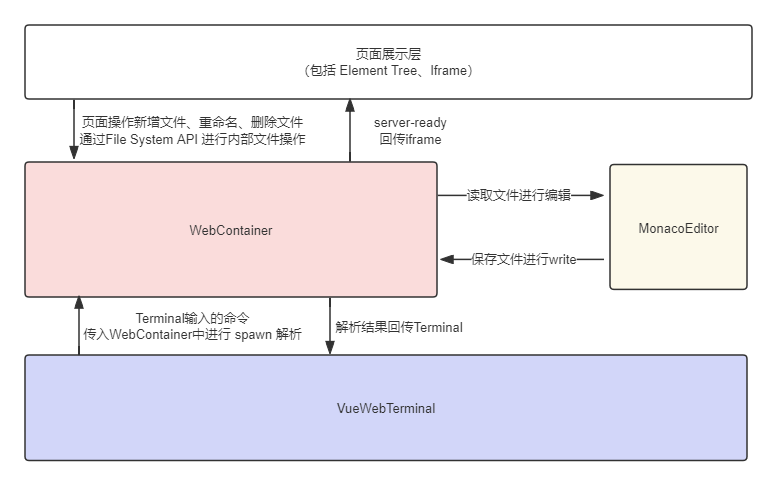 页面展示层
（包括 Element Tree、Iframe）
页面操作新增文件、重命名、删除文件
通过File System API 进行内部文件操作
server-ready
回传iframe
WebContainer
读取文件进行编辑
保存文件进行write
MonacoEditor
Terminal输入的命令
传入WebContainer中进行 spawn 解析
解析结果回传Terminal
VueWebTerminal